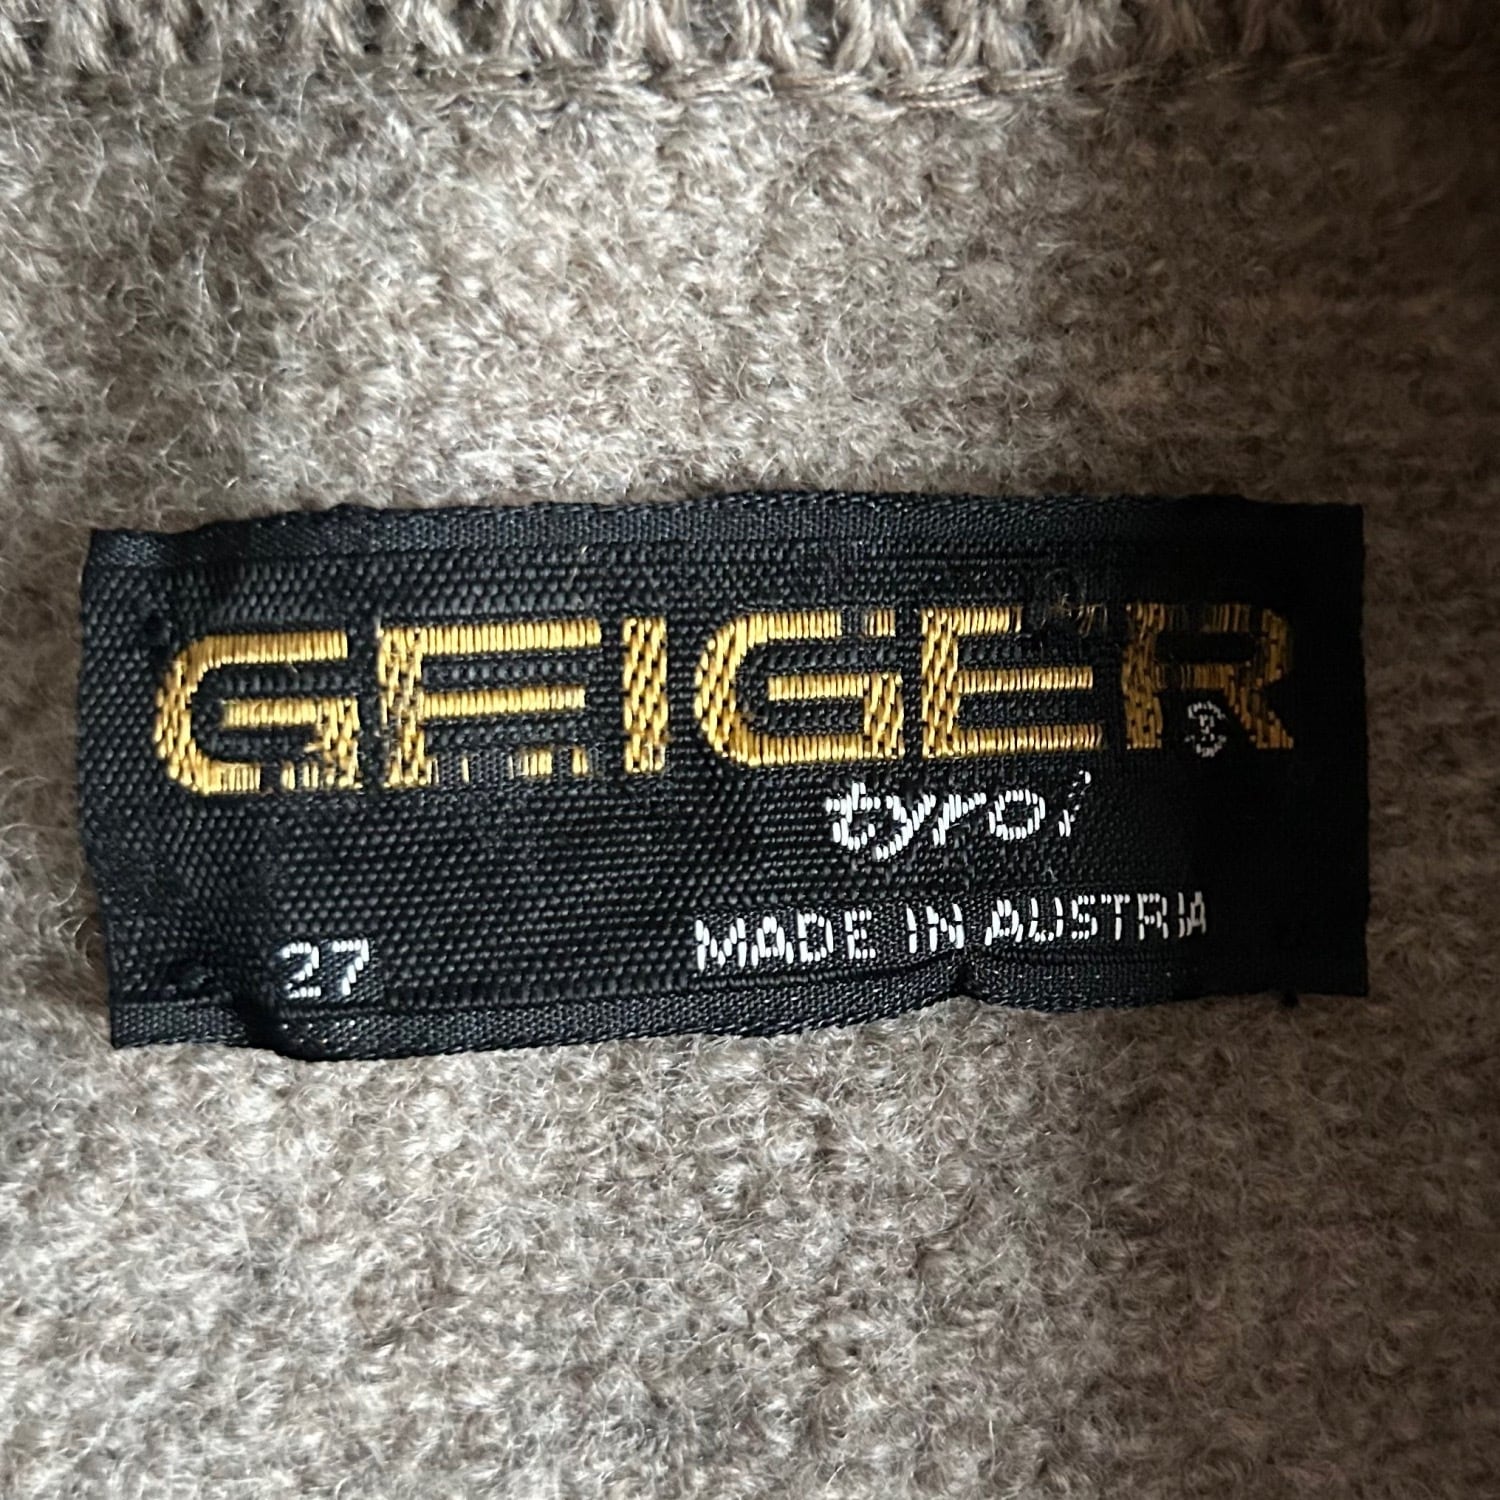 GEIGER
®
tyrol
MADE IN AUSTRIA
27